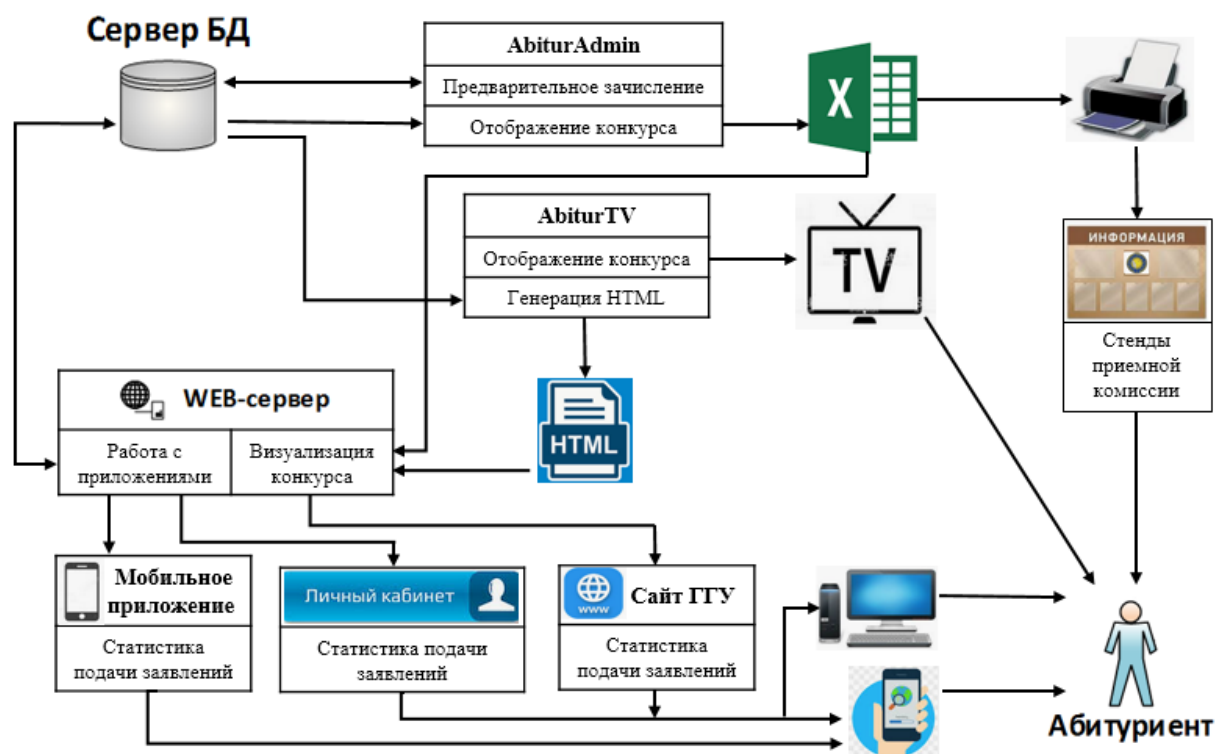 Сервер БД
AbiturAdmin
Предварительное зачисление
Отображение конкурса
X
AbiturTV
Отображение конкурса
Генерация HTML
TV
ИНФОРМАЦИЯ
Стенды
приемной
комиссии
HTML
WEB-сервер
Работа с
приложениями
Визуализация
конкурса
Мобильное
приложение
Статистика
подачи заявлений
Личный кабинет
Статистика подачи
заявлений
www
Сайт ГГУ
Статистика
подачи заявлений
Абитуриент